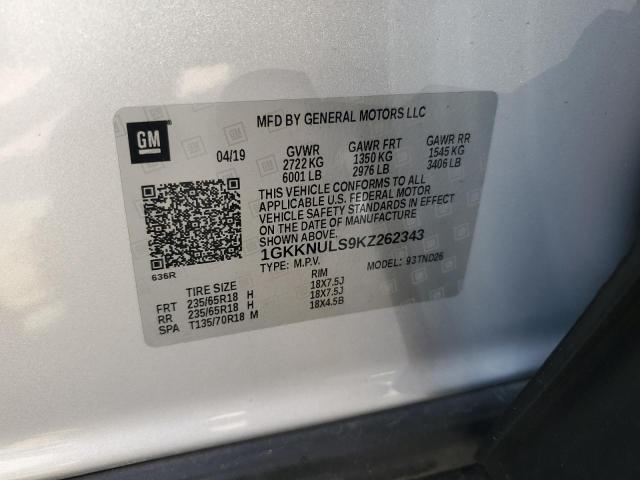 MFD BY GENERAL MOTORS LLC
GM
04/19
GVWR GAWR FRT GAWR RR
2722 KG 1350 KG 1545 KG
6001 LB 2976 LB 3406 LB
THIS VEHICLE CONFORMS TO ALL
APPLICABLE U.S. FEDERAL MOTOR
VEHICLE SAFETY STANDARDS IN EFFECT
ON THE MANUFACTURE DATE SHOWN ABOVE.
1GKKNULS9KZ262343
TYPE: M.P.V. MODEL: 93TND26
636R
TIRE SIZE RIM
FRT 235/65R18 H 18X7.5J
RR 235/65R18 H 18X7.5J
SPA T135/70R18 M 18X4.5B